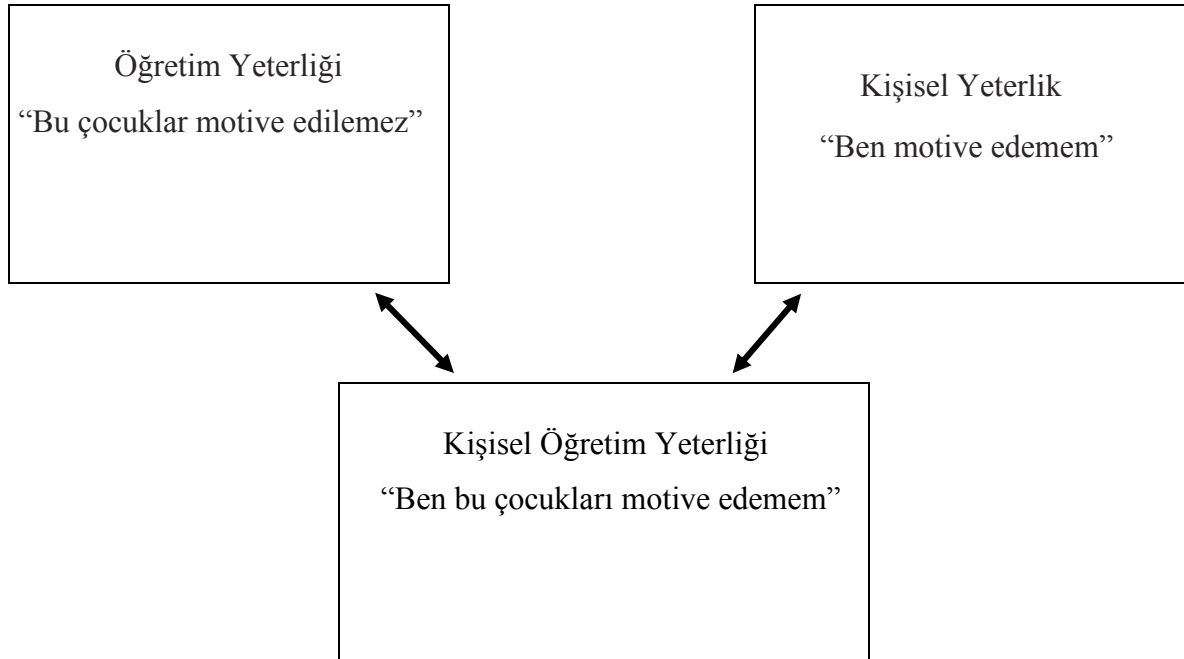 Öğretim Yeterliği
“Bu çocuklar motive edilemez”
Kişisel Yeterlik
“Ben motive edemem”
Kişisel Öğretim Yeterliği
“Ben bu çocukları motive edemem”